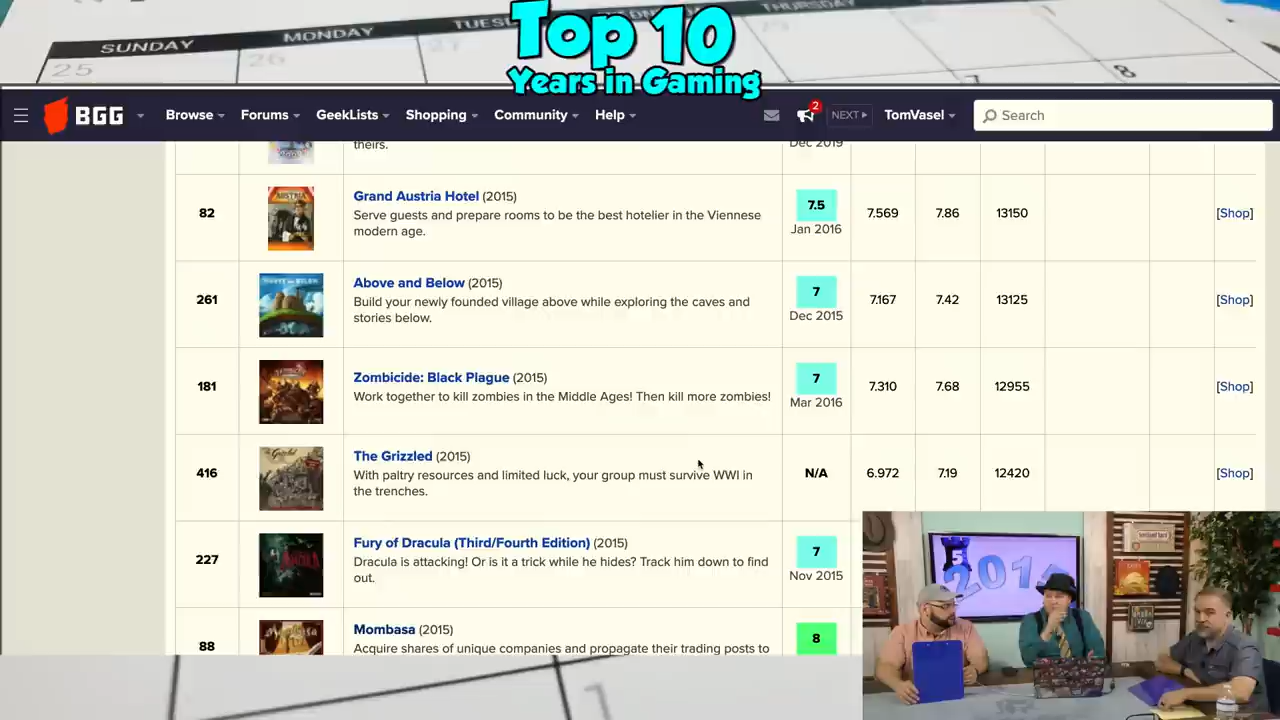 Top 10
Years in Gaming
SUNDAY
MONDAY
THURSDAY
25
26
27
1
7
8
BGG
Browse
Forums
GeekLists
Shopping
Community
Help
2
NEXT
TomVasel
Search
theirs.
Dec 2019
82
Grand Austria Hotel (2015)
Serve guests and prepare rooms to be the best hotelier in the Viennese
modern age.
7.5
Jan 2016
7.569
7.86
13150
[Shop]
261
Above and Below (2015)
Build your newly founded village above while exploring the caves and
stories below.
7
Dec 2015
7.167
7.42
13125
[Shop]
181
Zombicide: Black Plague (2015)
Work together to kill zombies in the Middle Ages! Then kill more zombies!
7
Mar 2016
7.310
7.68
12955
[Shop]
416
The Grizzled (2015)
With paltry resources and limited luck, your group must survive WWI in
the trenches.
N/A
6.972
7.19
12420
[Shop]
227
Fury of Dracula (Third/Fourth Edition) (2015)
Dracula is attacking! Or is it a trick while he hides? Track him down to find
out.
7
Nov 2015
88
Mombasa (2015)
Acquire shares of unique companies and propagate their trading posts to
8
5
1